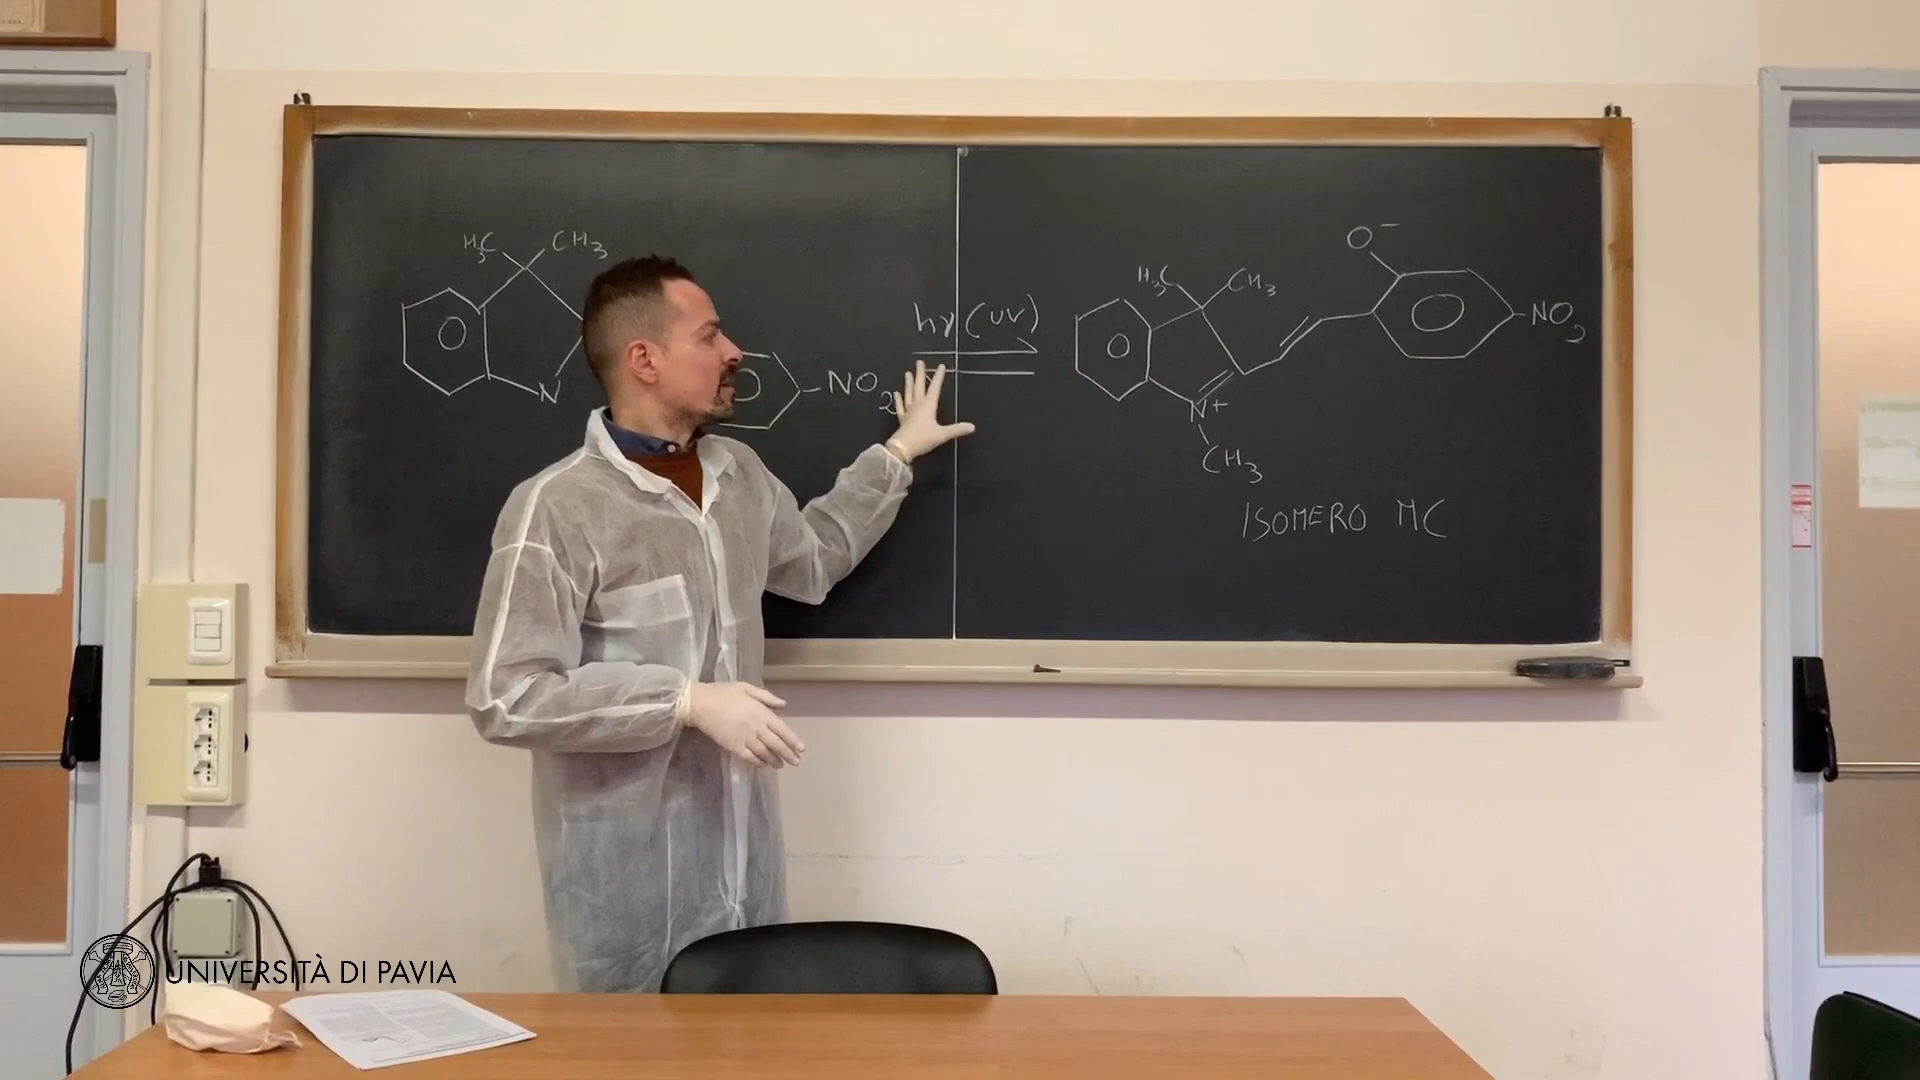 H3C CH3
N
NO2
hν (UV)
H3C CH3
O-
NO2
N+
CH3
ISOMERO MC
UNIVERSITÀ DI PAVIA